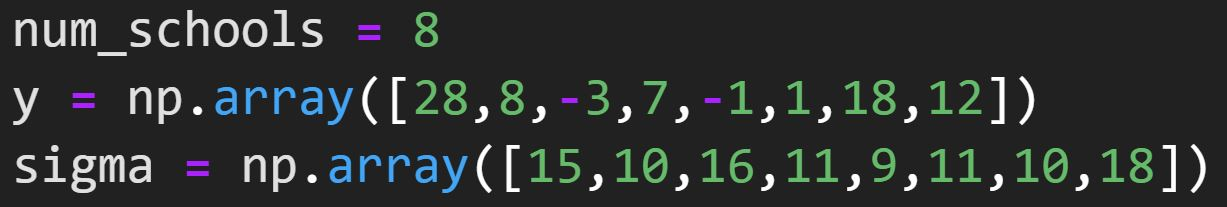 num_schools = 8
y = np.array([28,8,-3,7,-1,1,18,12])
sigma = np.array([15,10,16,11,9,11,10,18])